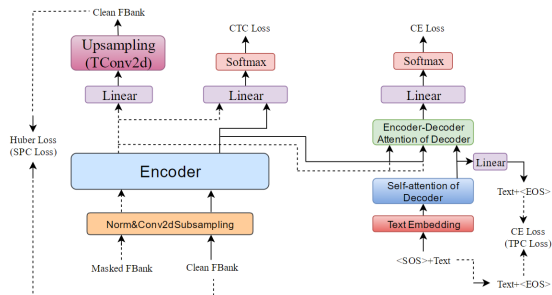 Clean FBank
CTC Loss
CE Loss
Upsampling
(TConv2d)
Softmax
Softmax
Linear
Linear
Linear
Encoder-Decoder
Attention of Decoder
Huber Loss
(SPC Loss)
Encoder
Linear
Self-attention of
Decoder
Text+<EOS>
Norm&Conv2dSubsampling
Text Embedding
CE Loss
(TPC Loss)
Masked FBank
Clean FBank
<SOS>+Text
Text+<EOS>